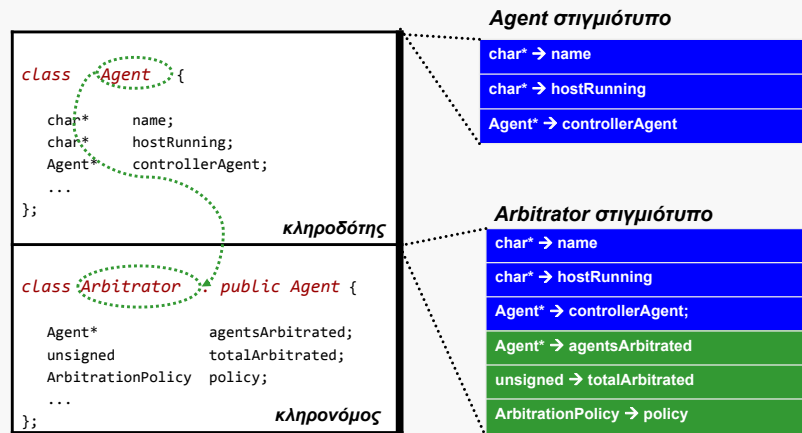 class Agent {
char* name;
char* hostRunning;
Agent* controllerAgent;
...
};
κληροδότης
class Arbitrator : public Agent {
Agent* agentsArbitrated;
unsigned totalArbitrated;
ArbitrationPolicy policy;
...
};
κληρονόμος
Agent στιγμιότυπο
char* → name
char* → hostRunning
Agent* → controllerAgent
Arbitrator στιγμιότυπο
char* → name
char* → hostRunning
Agent* → controllerAgent;
Agent* → agentsArbitrated
unsigned → totalArbitrated
ArbitrationPolicy → policy